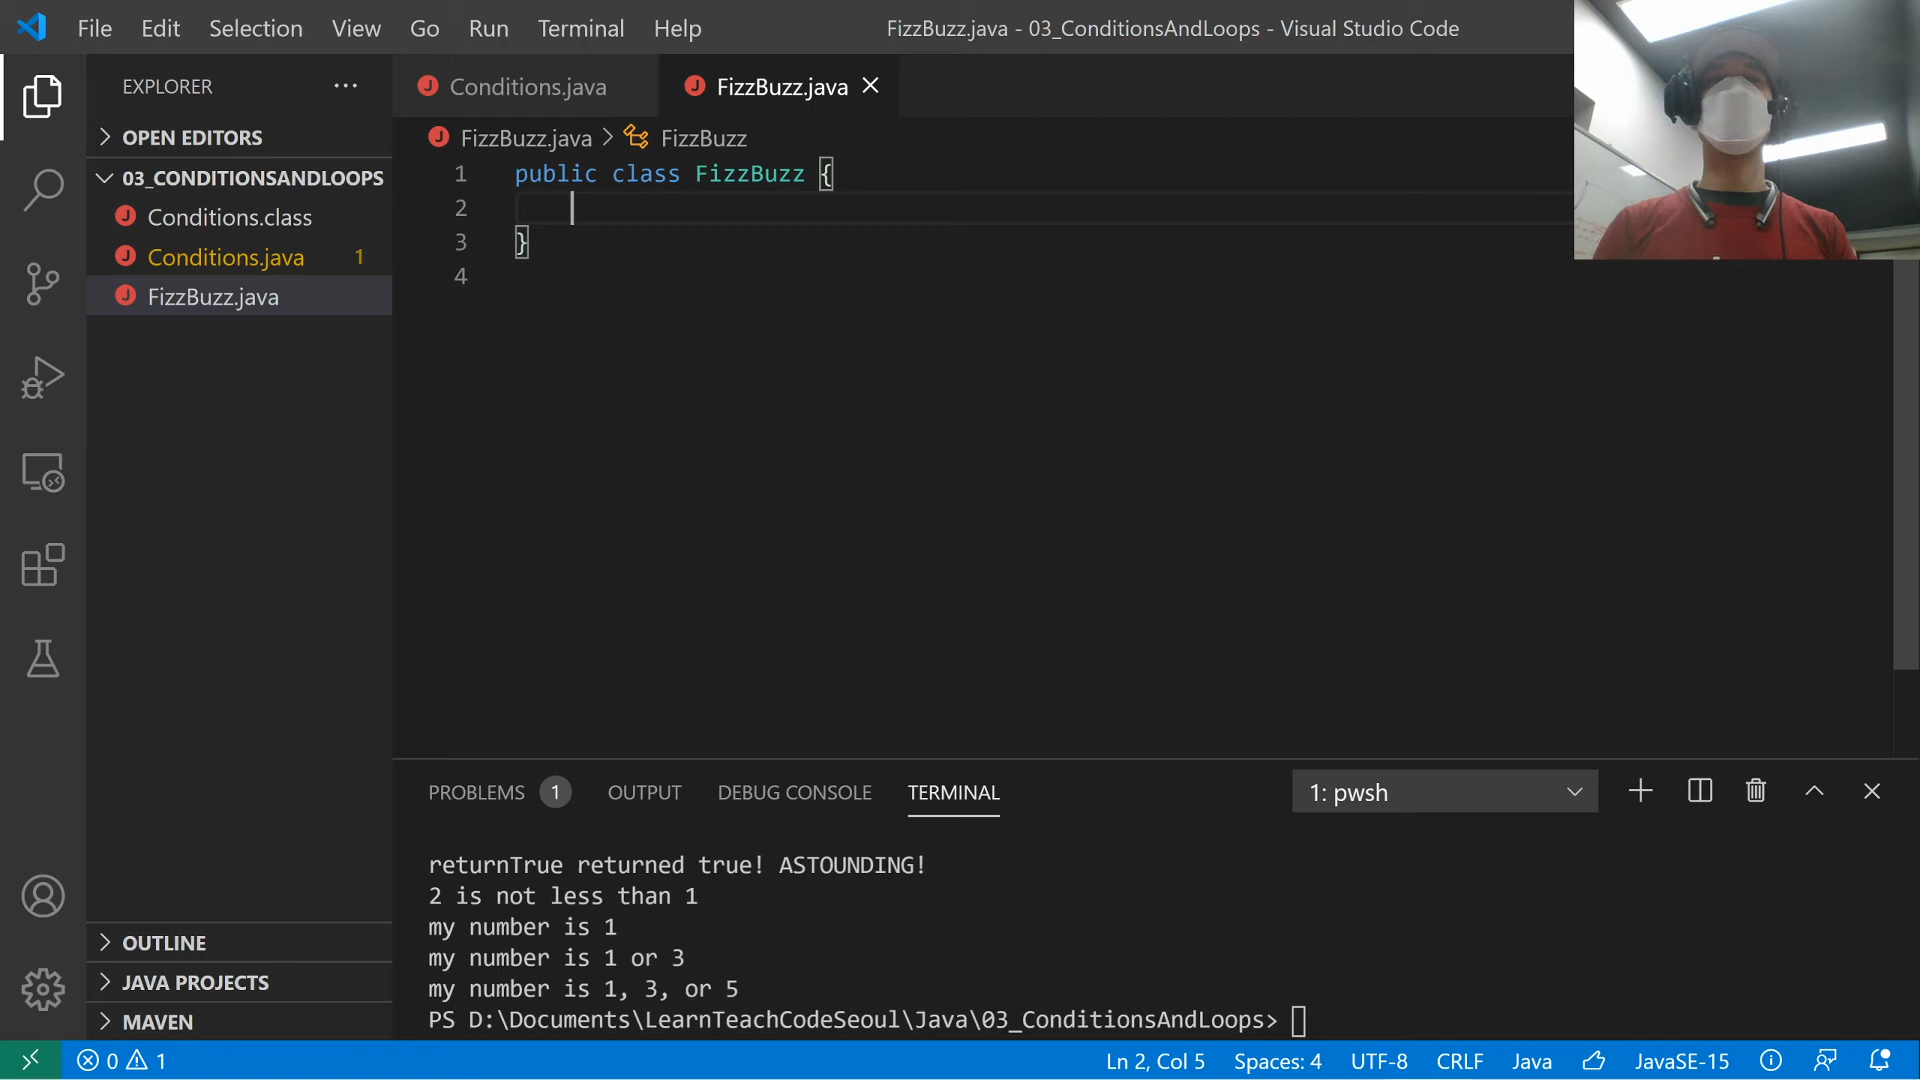 File Edit Selection View Go Run Terminal Help
FizzBuzz.java - 03_ConditionsAndLoops - Visual Studio Code
EXPLORER
OPEN EDITORS
03_CONDITIONSANDLOOPS
Conditions.class
Conditions.java 1
FizzBuzz.java
OUTLINE
JAVA PROJECTS
MAVEN
Conditions.java FizzBuzz.java
FizzBuzz.java > FizzBuzz
1 public class FizzBuzz {
2
3 }
4
PROBLEMS 1 OUTPUT DEBUG CONSOLE TERMINAL 1: pwsh
returnTrue returned true! ASTOUNDING!
2 is not less than 1
my number is 1
my number is 1 or 3
my number is 1, 3, or 5
PS D:\Documents\LearnTeachCodeSeoul\Java\03_ConditionsAndLoops>
0 1 Ln 2, Col 5 Spaces: 4 UTF-8 CRLF Java JavaSE-15